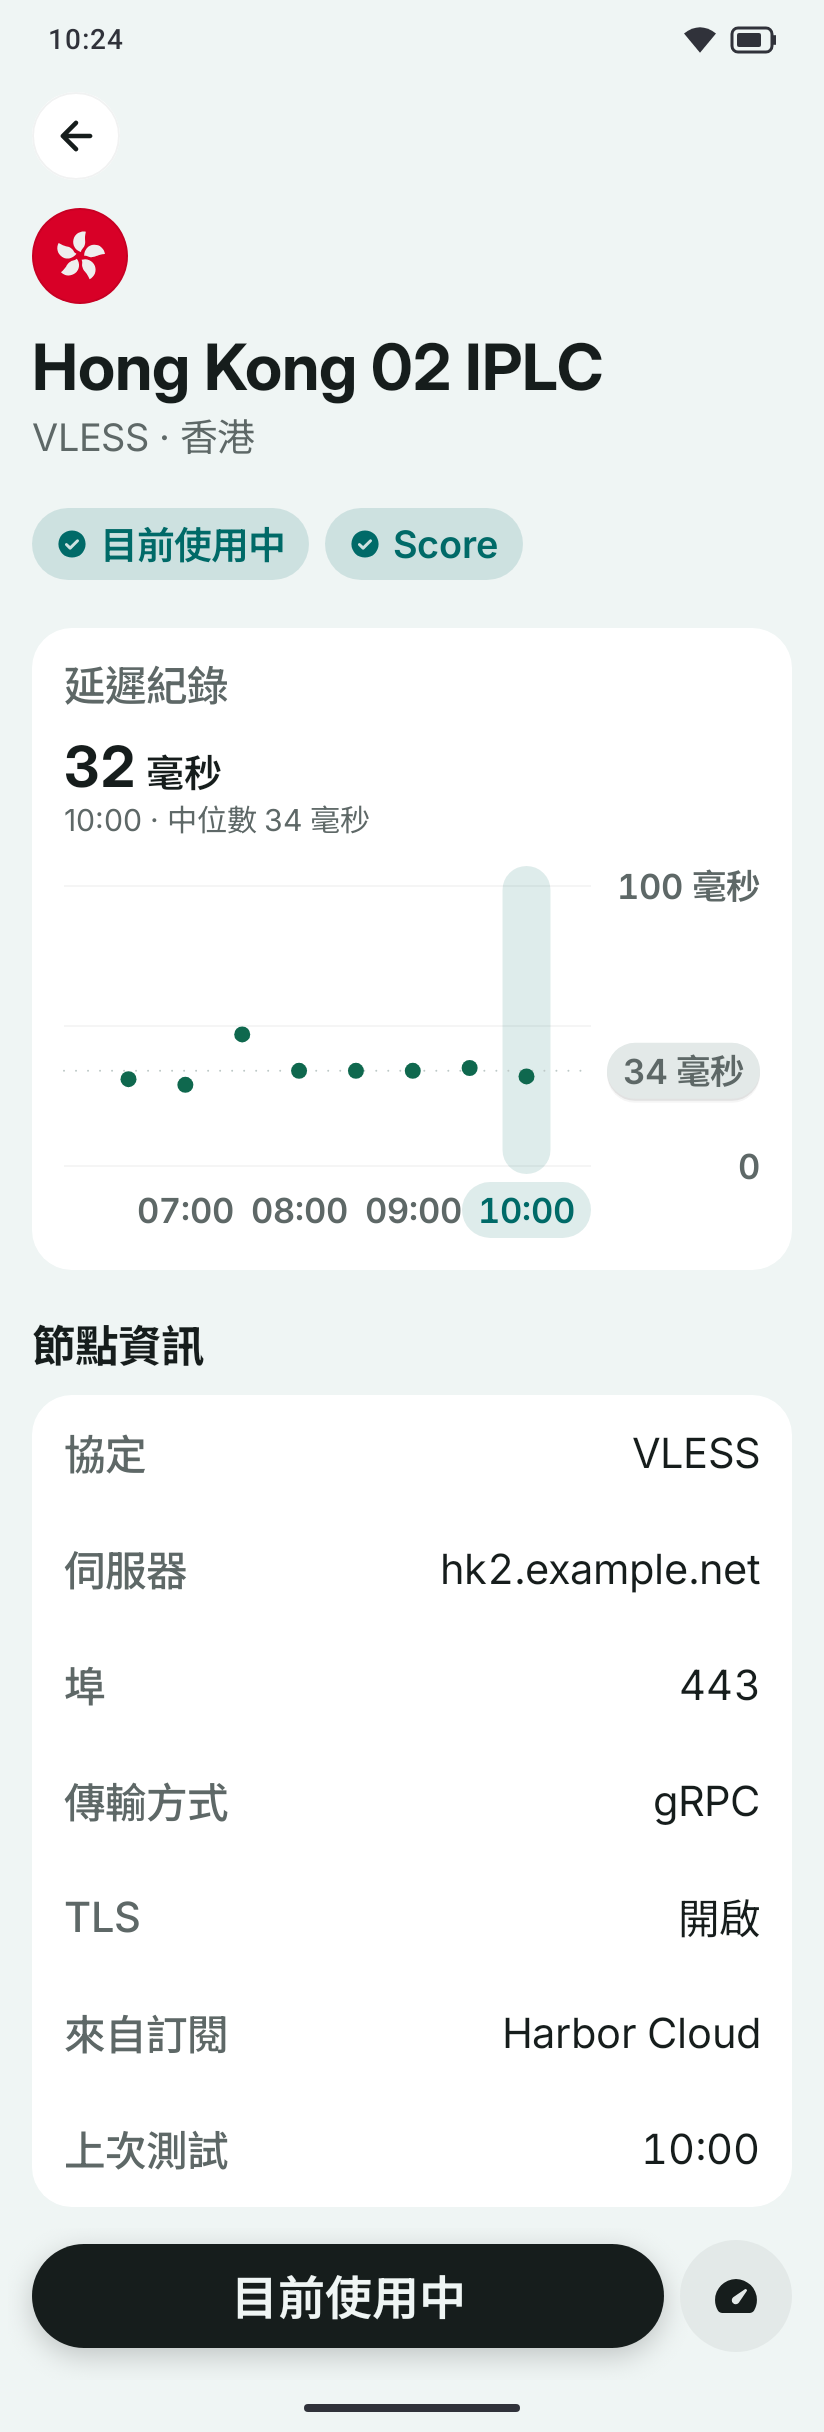 10:24
Hong Kong 02 IPLC
VLESS · 香港
目前使用中
Score
延遲紀錄
32 毫秒
10:00 · 中位數 34 毫秒
100 毫秒
34 毫秒
0
07:00 08:00 09:00 10:00
節點資訊
協定 VLESS
伺服器 hk2.example.net
埠 443
傳輸方式 gRPC
TLS 開啟
來自訂閱 Harbor Cloud
上次測試 10:00
目前使用中